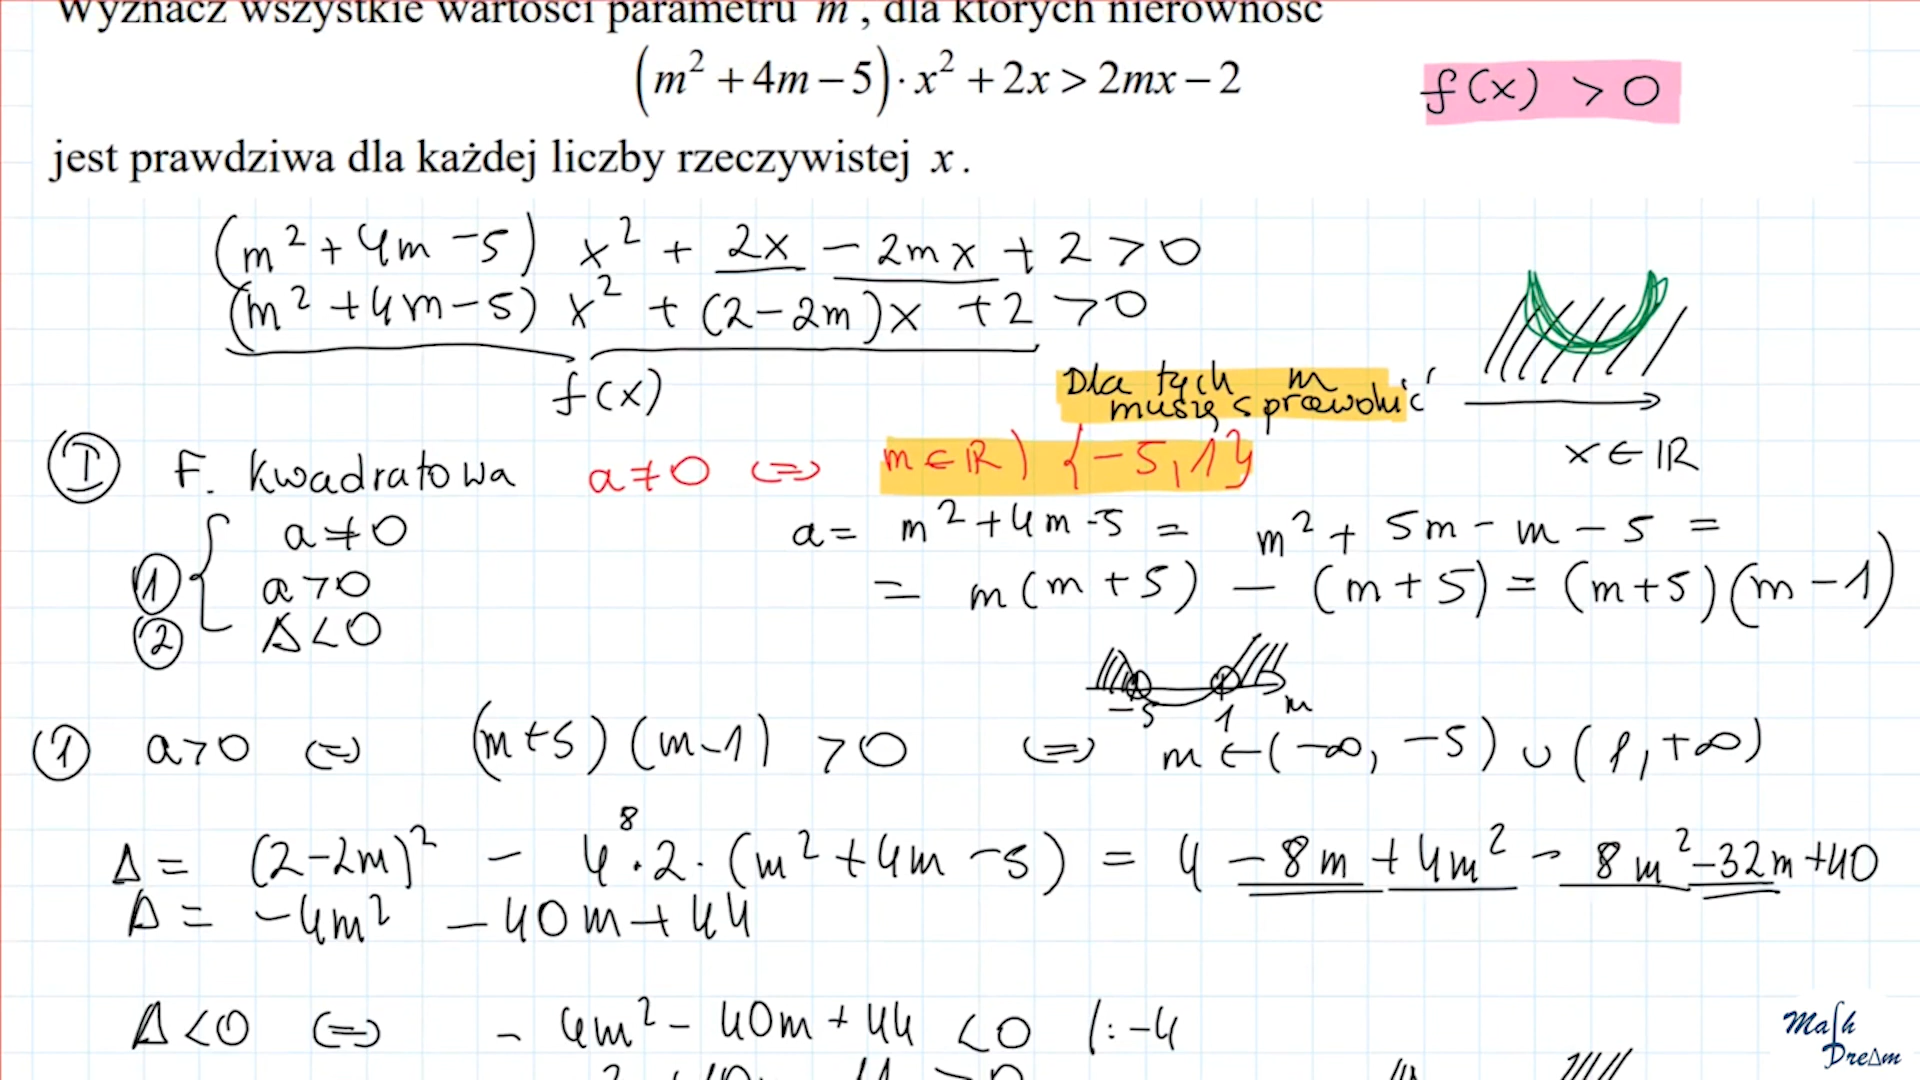 Wyznacz wszystkie wartości parametru m, dla których nierówność
(m² + 4m − 5) · x² + 2x > 2mx − 2
f(x) > 0
jest prawdziwa dla każdej liczby rzeczywistej x.
(m² + 4m − 5) x² + 2x − 2mx + 2 > 0
(m² + 4m − 5) x² + (2 − 2m)x + 2 > 0
f(x)
Dla tych m
muszę sprawdzić
x ∈ ℝ
I F. kwadratowa a ≠ 0 ⇔ m ∈ ℝ \ {−5, 1}
a ≠ 0
a = m² + 4m − 5 = m² + 5m − m − 5 =
① a > 0
= m(m + 5) − (m + 5) = (m + 5)(m − 1)
② Δ < 0
−5 1 m
① a > 0 ⇔ (m + 5)(m − 1) > 0 ⇔ m ∈ (−∞, −5) ∪ (1, +∞)
8
Δ = (2 − 2m)² − 4 · 2 · (m² + 4m − 5) = 4 − 8m + 4m² − 8m² − 32m + 40
Δ = −4m² − 40m + 44
Δ < 0 ⇔ − 4m² − 40m + 44 < 0 /: −4
Math
Dream